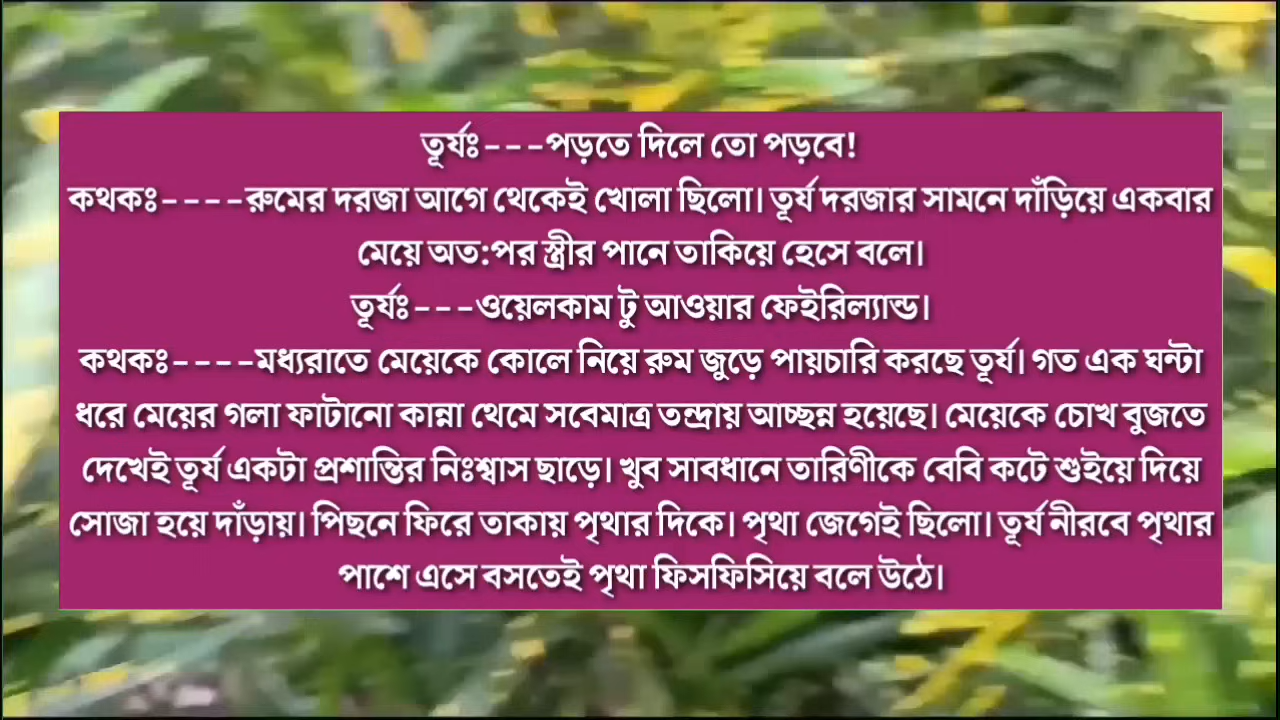 তূর্যঃ---পড়তে দিলে তো পড়বে!
কথকঃ----রুমের দরজা আগে থেকেই খোলা ছিলো। তূর্য দরজার সামনে দাঁড়িয়ে একবার
মেয়ে অত:পর স্ত্রীর পানে তাকিয়ে হেসে বলে।
তূর্যঃ---ওয়েলকাম টু আওয়ার ফেইরিল্যান্ড।
কথকঃ----মধ্যরাতে মেয়েকে কোলে নিয়ে রুম জুড়ে পায়চারি করছে তূর্য। গত এক ঘন্টা
ধরে মেয়ের গলা ফাটানো কান্না থেমে সবেমাত্র তন্দ্রায় আচ্ছন্ন হয়েছে। মেয়েকে চোখ বুজতে
দেখেই তূর্য একটা প্রশান্তির নিঃশ্বাস ছাড়ে। খুব সাবধানে তারিণীকে বেবি কটে শুইয়ে দিয়ে
সোজা হয়ে দাঁড়ায়। পিছনে ফিরে তাকায় পৃথার দিকে। পৃথা জেগেই ছিলো। তূর্য নীরবে পৃথার
পাশে এসে বসতেই পৃথা ফিসফিসিয়ে বলে উঠে।